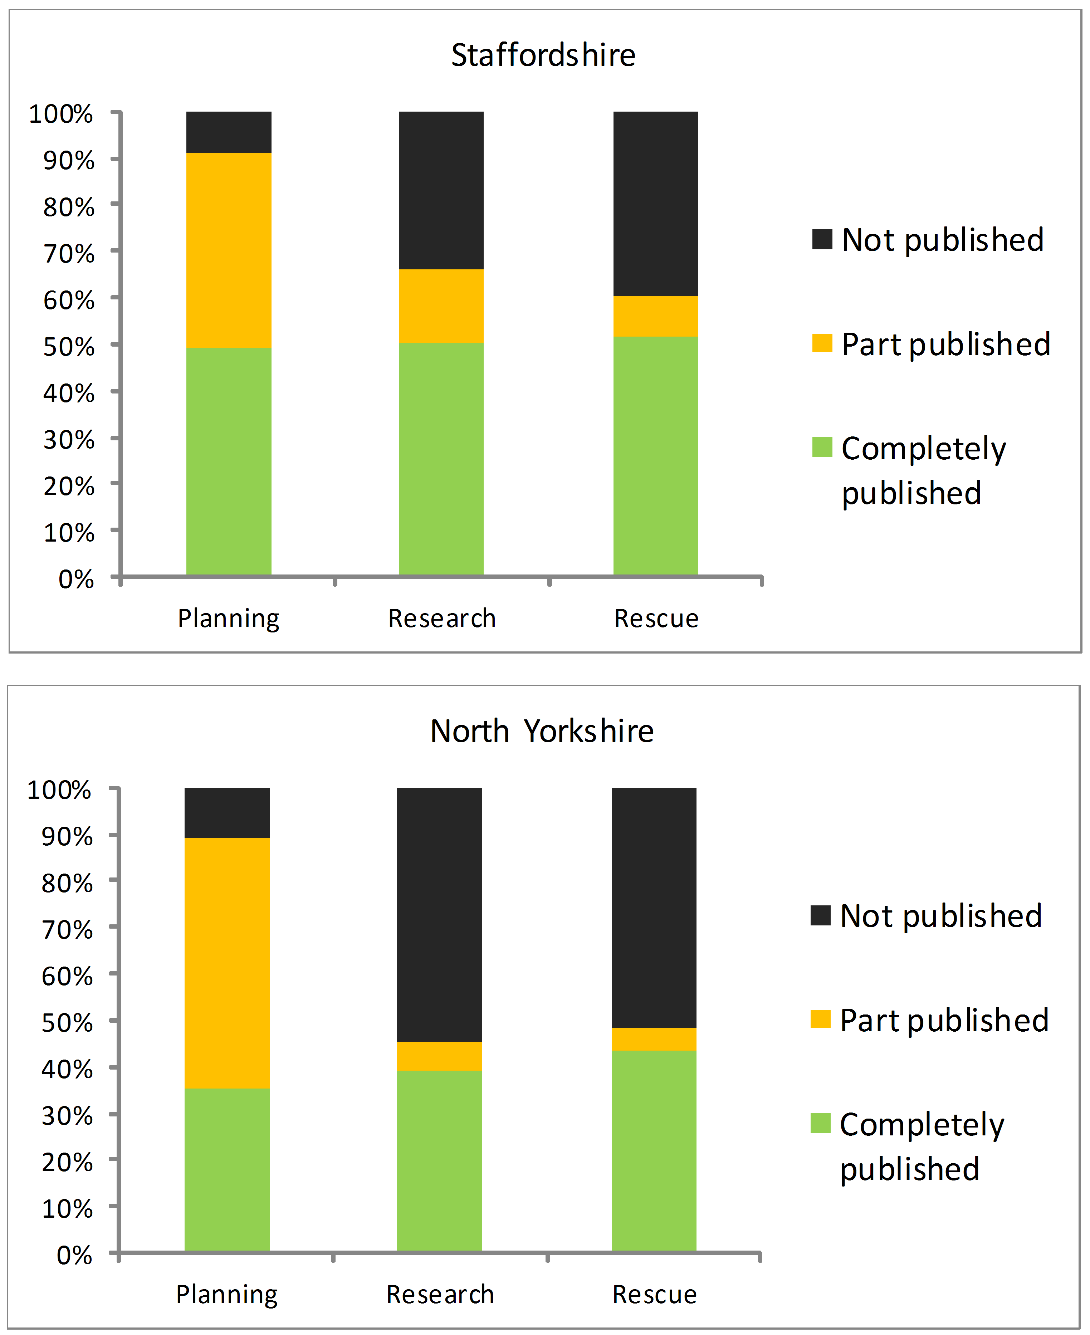 Staffordshire
100%
90%
80%
70%
60%
50%
40%
30%
20%
10%
0%
Planning
Research
Rescue
Not published
Part published
Completely
published
North Yorkshire
100%
90%
80%
70%
60%
50%
40%
30%
20%
10%
0%
Planning
Research
Rescue
Not published
Part published
Completely
published